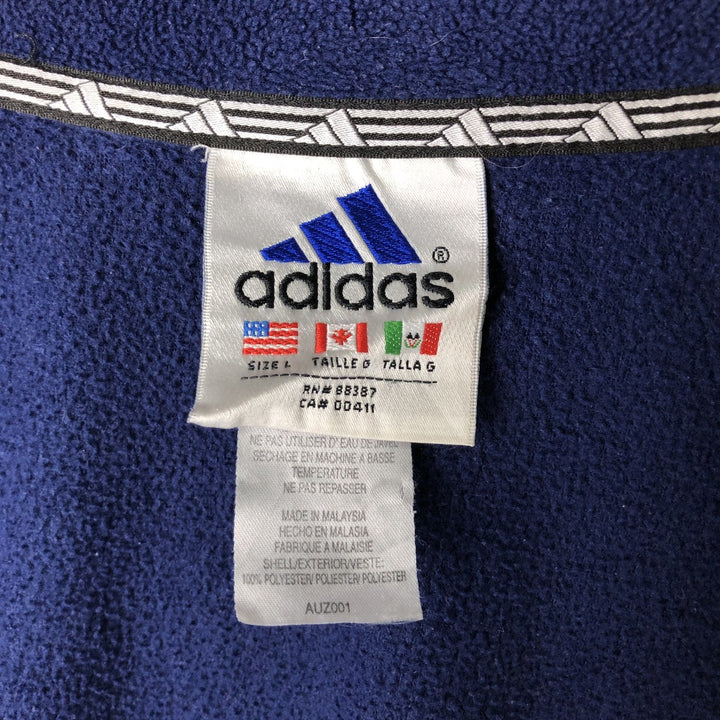 adidas ®
SIZE L TAILLE G TALLA G
RN# 88387
CA# 00411
NE PAS UTILISER D'EAU DE JAVEL
SECHAGE EN MACHINE A BASSE
TEMPERATURE
NE PAS REPASSER
MADE IN MALAYSIA
HECHO EN MALASIA
FABRIQUE A MALAISIE
SHELL/EXTERIOR/VESTE:
100% POLYESTER/ POLIESTER/ POLYESTER
AUZ001